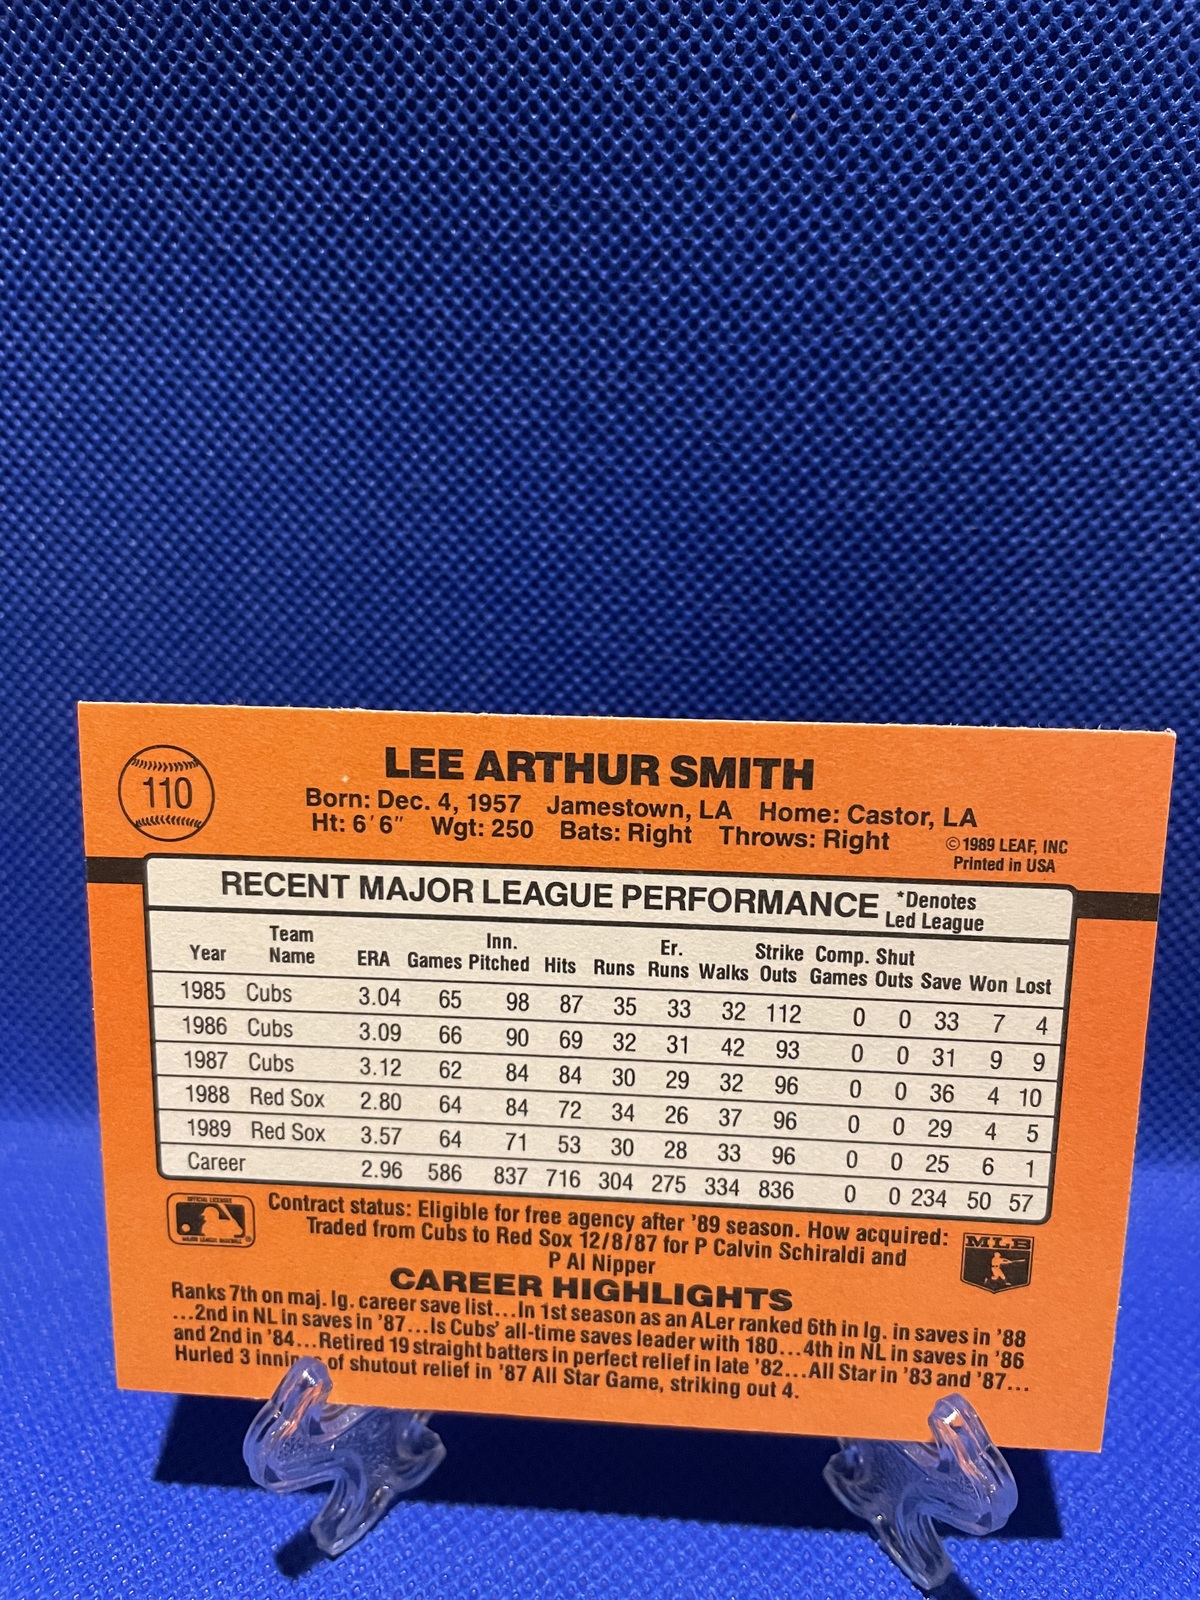 110
LEE ARTHUR SMITH
Born: Dec. 4, 1957 Jamestown, LA Home: Castor, LA
Ht: 6'6" Wgt: 250 Bats: Right Throws: Right
©1989 LEAF, INC
Printed in USA
RECENT MAJOR LEAGUE PERFORMANCE *Denotes Led League
Year Team Name ERA Games Inn. Pitched Hits Runs Er. Runs Walks Strike Outs Comp. Games Shut Outs Save Won Lost
1985 Cubs 3.04 65 98 87 35 33 32 112 0 0 33 7 4
1986 Cubs 3.09 66 90 69 32 31 42 93 0 0 31 9 9
1987 Cubs 3.12 62 84 84 30 29 32 96 0 0 36 4 10
1988 Red Sox 2.80 64 84 72 34 26 37 96 0 0 29 4 5
1989 Red Sox 3.57 64 71 53 30 28 33 96 0 0 25 6 1
Career 2.96 586 837 716 304 275 334 836 0 0 234 50 57
Contract status: Eligible for free agency after '89 season. How acquired:
Traded from Cubs to Red Sox 12/8/87 for P Calvin Schiraldi and
P Al Nipper
MLB
CAREER HIGHLIGHTS
Ranks 7th on maj. lg. career save list...In 1st season as an ALer ranked 6th in lg. in saves in '88
...2nd in NL in saves in '87...Is Cubs' all-time saves leader with 180...4th in NL in saves in '86
and 2nd in '84...Retired 19 straight batters in perfect relief in late '82...All Star in '83 and '87...
Hurled 3 of shutout relief in '87 All Star Game, striking out 4.